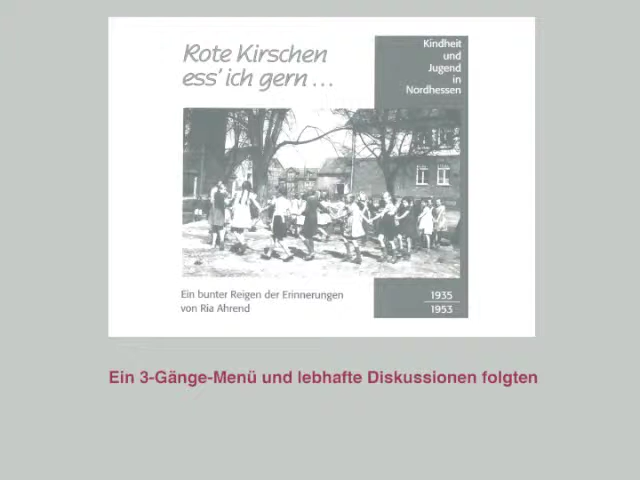 Rote Kirschen
ess' ich gern ...
Kindheit
und
Jugend
in
Nordhessen
Ein bunter Reigen der Erinnerungen
von Ria Ahrend
1935
1953
Ein 3-Gänge-Menü und lebhafte Diskussionen folgten